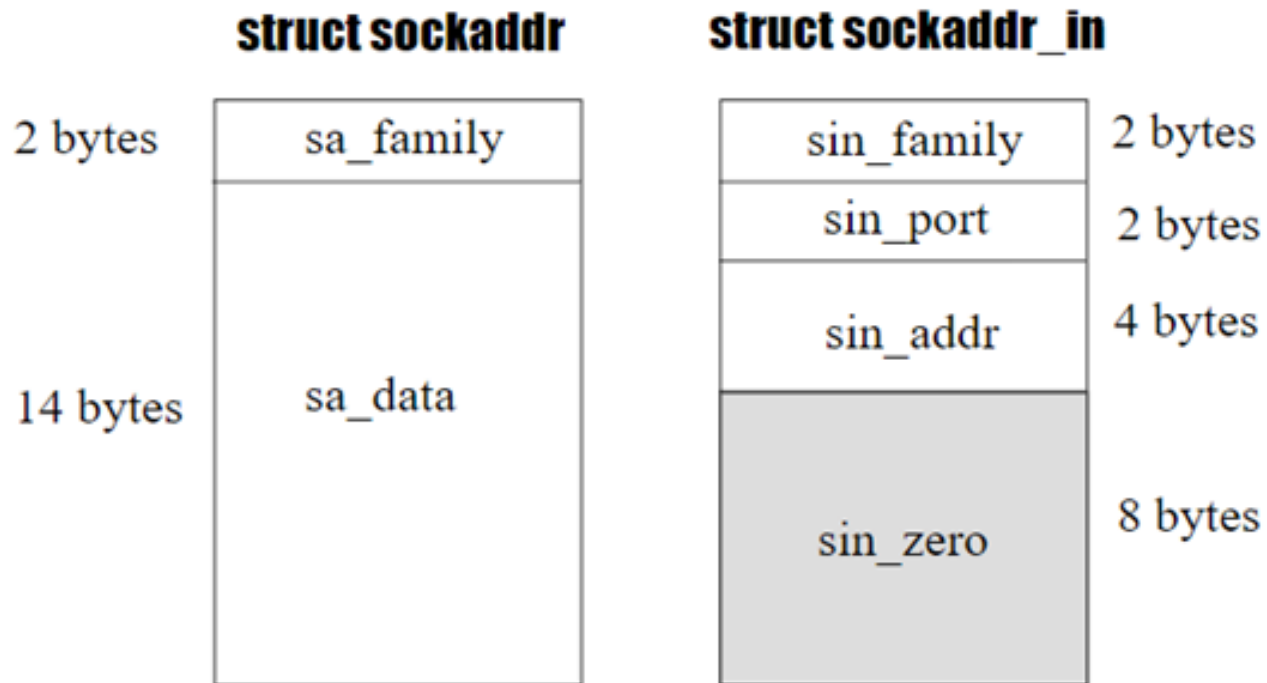 struct sockaddr
struct sockaddr_in
2 bytes
sa_family
sin_family
2 bytes
sin_port
2 bytes
sin_addr
4 bytes
14 bytes
sa_data
sin_zero
8 bytes